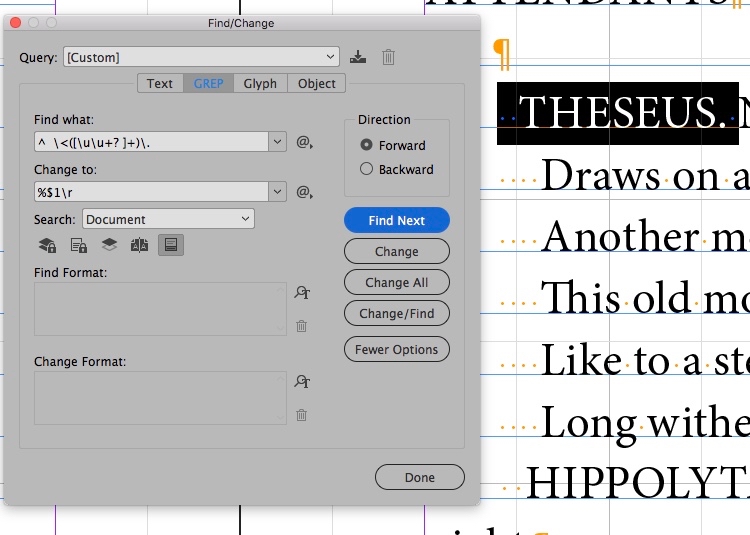 Find/Change
Query: [Custom]
Text GREP Glyph Object
Find what:
^  \<([\u\u+? ]+)\.
Change to:
%$1\r
Search: Document
Find Format:
Change Format:
Direction
Forward
Backward
Find Next
Change
Change All
Change/Find
Fewer Options
Done
¶
THESEUS.
Draws on a
Another m
This old mo
Like to a st
Long withe
HIPPOLYT